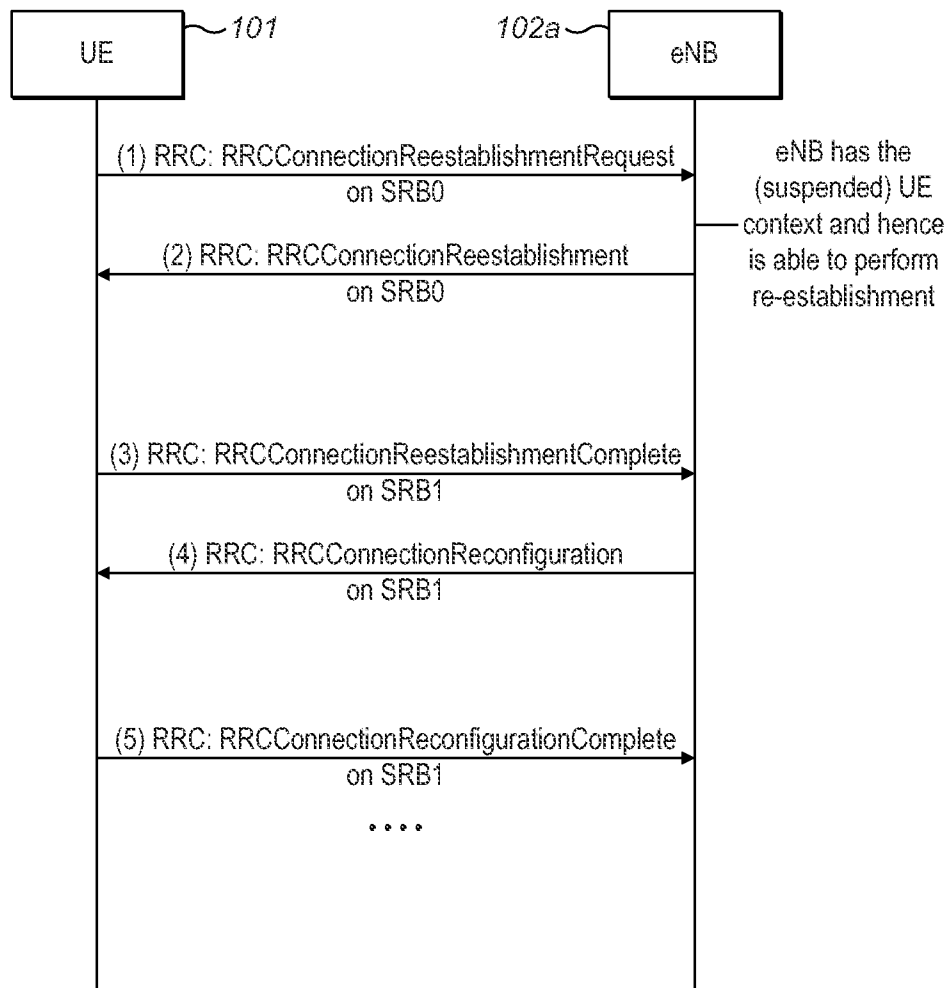 101
102a
UE
eNB
(1) RRC: RRCConnectionReestablishmentRequest
on SRB0
eNB has the
(suspended) UE
context and hence
is able to perform
re-establishment
(2) RRC: RRCConnectionReestablishment
on SRB0
(3) RRC: RRCConnectionReestablishmentComplete
on SRB1
(4) RRC: RRCConnectionReconfiguration
on SRB1
(5) RRC: RRCConnectionReconfigurationComplete
on SRB1
....